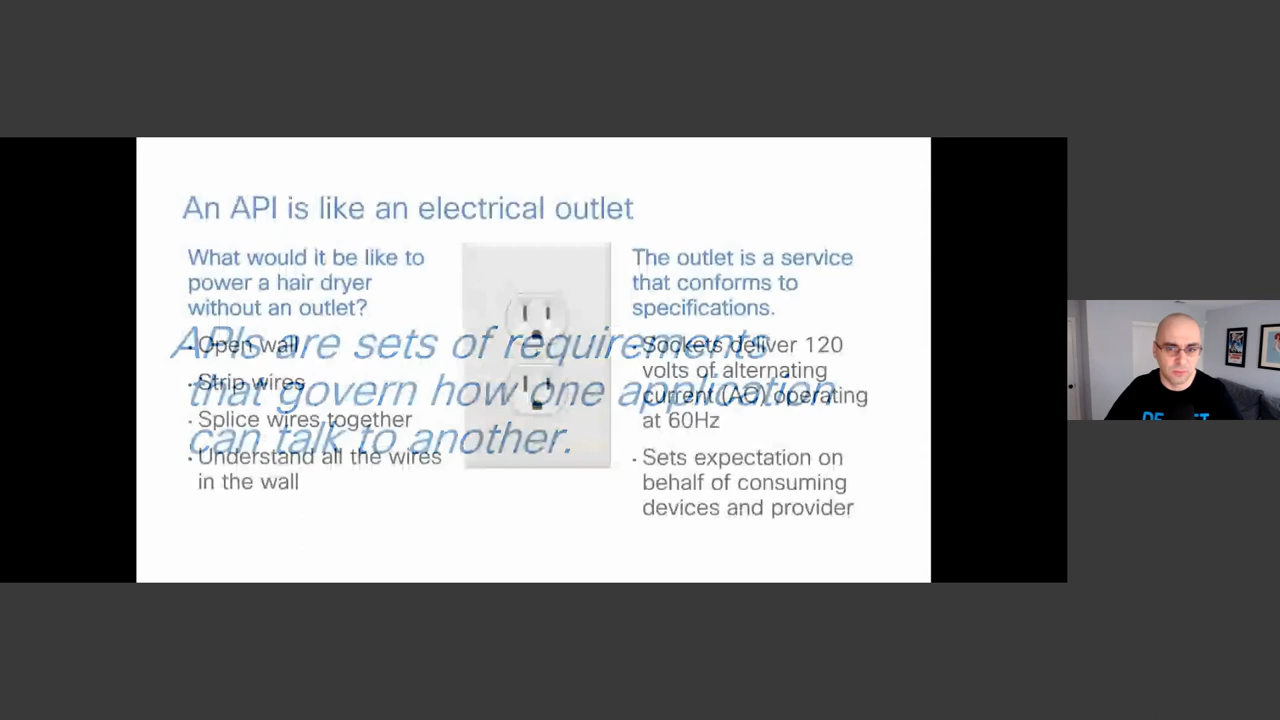 An API is like an electrical outlet
What would it be like to
power a hair dryer
without an outlet?
· Open wall
· Strip wires
· Splice wires together
· Understand all the wires
in the wall
The outlet is a service
that conforms to
specifications.
· Sockets deliver 120
volts of alternating
current (AC) operating
at 60Hz
· Sets expectation on
behalf of consuming
devices and provider
APIs are sets of requirements
that govern how one application
can talk to another.